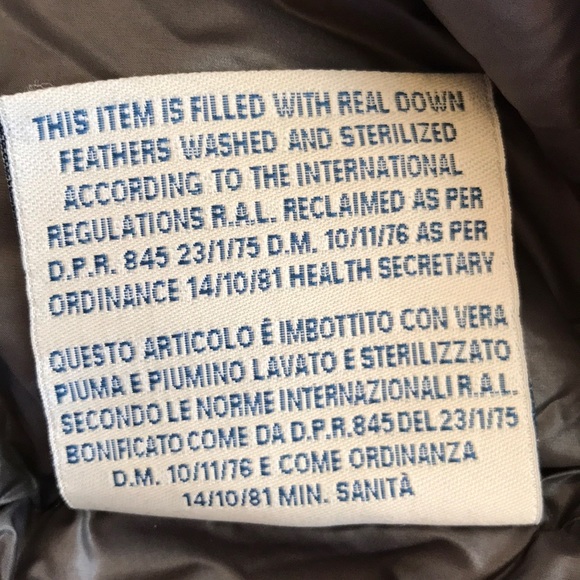 THIS ITEM IS FILLED WITH REAL DOWN
FEATHERS WASHED AND STERILIZED
ACCORDING TO THE INTERNATIONAL
REGULATIONS R.A.L. RECLAIMED AS PER
D.P.R. 845 23/1/75 D.M. 10/11/76 AS PER
ORDINANCE 14/10/81 HEALTH SECRETARY
QUESTO ARTICOLO Ê IMBOTTITO CON VERA
PIUMA E PIUMINO LAVATO E STERILIZZATO
SECONDO LE NORME INTERNAZIONALI R.A.L.
BONIFICATO COME DA D.P.R.845 DEL 23/1/75
D.M. 10/11/76 E COME ORDINANZA
14/10/81 MIN. SANITÀ